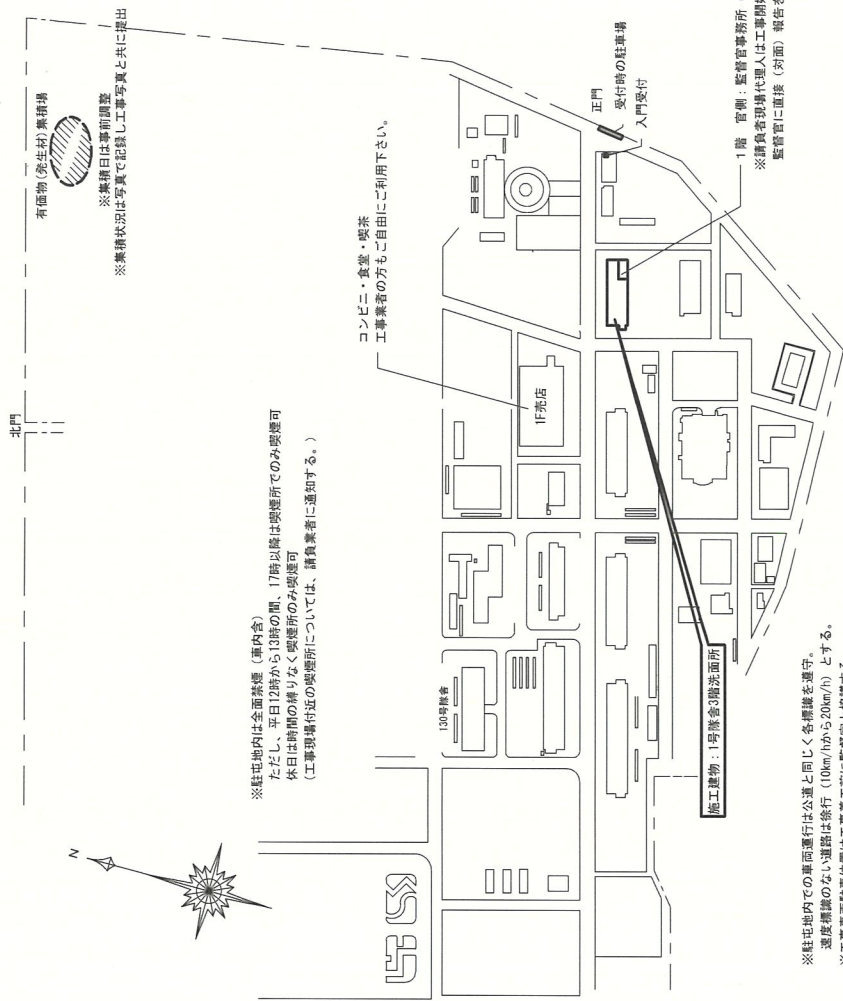 北門
有価物(発生材)集積場
※集積日は事前調整
※集積状況は写真で記録し工事写真と共に提出
N
※駐屯地内は全面禁煙（車内含）
ただし、平日12時から13時の間、17時以降は喫煙所でのみ喫煙可
休日は時間の縛りなく喫煙所のみ喫煙可
（工事現場付近の喫煙所については、請負業者に通知する。）
コンビニ・食堂・喫茶
工事業者の方もご自由にご利用下さい。
130号隊舎
1F売店
正門
受付時の駐車場
入門受付
1階　官側：監督官事務所
※請負者現場代理人は工事開始
監督官に直接（対面）報告を
施工建物：1号隊舎3階洗面所
※駐屯地内での車両運行は公道と同じく各標識を遵守。
速度標識のない道路は徐行（10km/hから20km/h）とする。